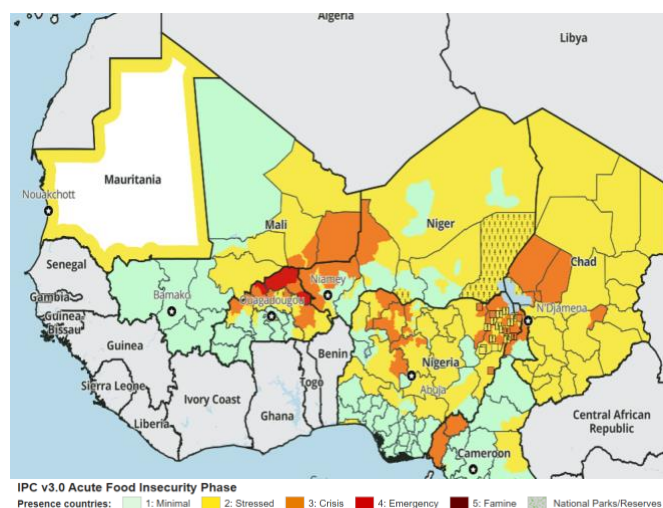 Algeria
Libya
Mauritania
Nouakchott
Mali
Niger
Chad
Senegal
Gambia
Guinea
Bissau
Bamako
Ouagadougou
Niamey
N'Djamena
Guinea
Benin
Nigeria
Abuja
Sierra Leone
Ivory Coast
Togo
Ghana
Liberia
Cameroon
Central African
Republic
IPC v3.0 Acute Food Insecurity Phase
Presence countries: 1: Minimal 2: Stressed 3: Crisis 4: Emergency 5: Famine National Parks/Reserves